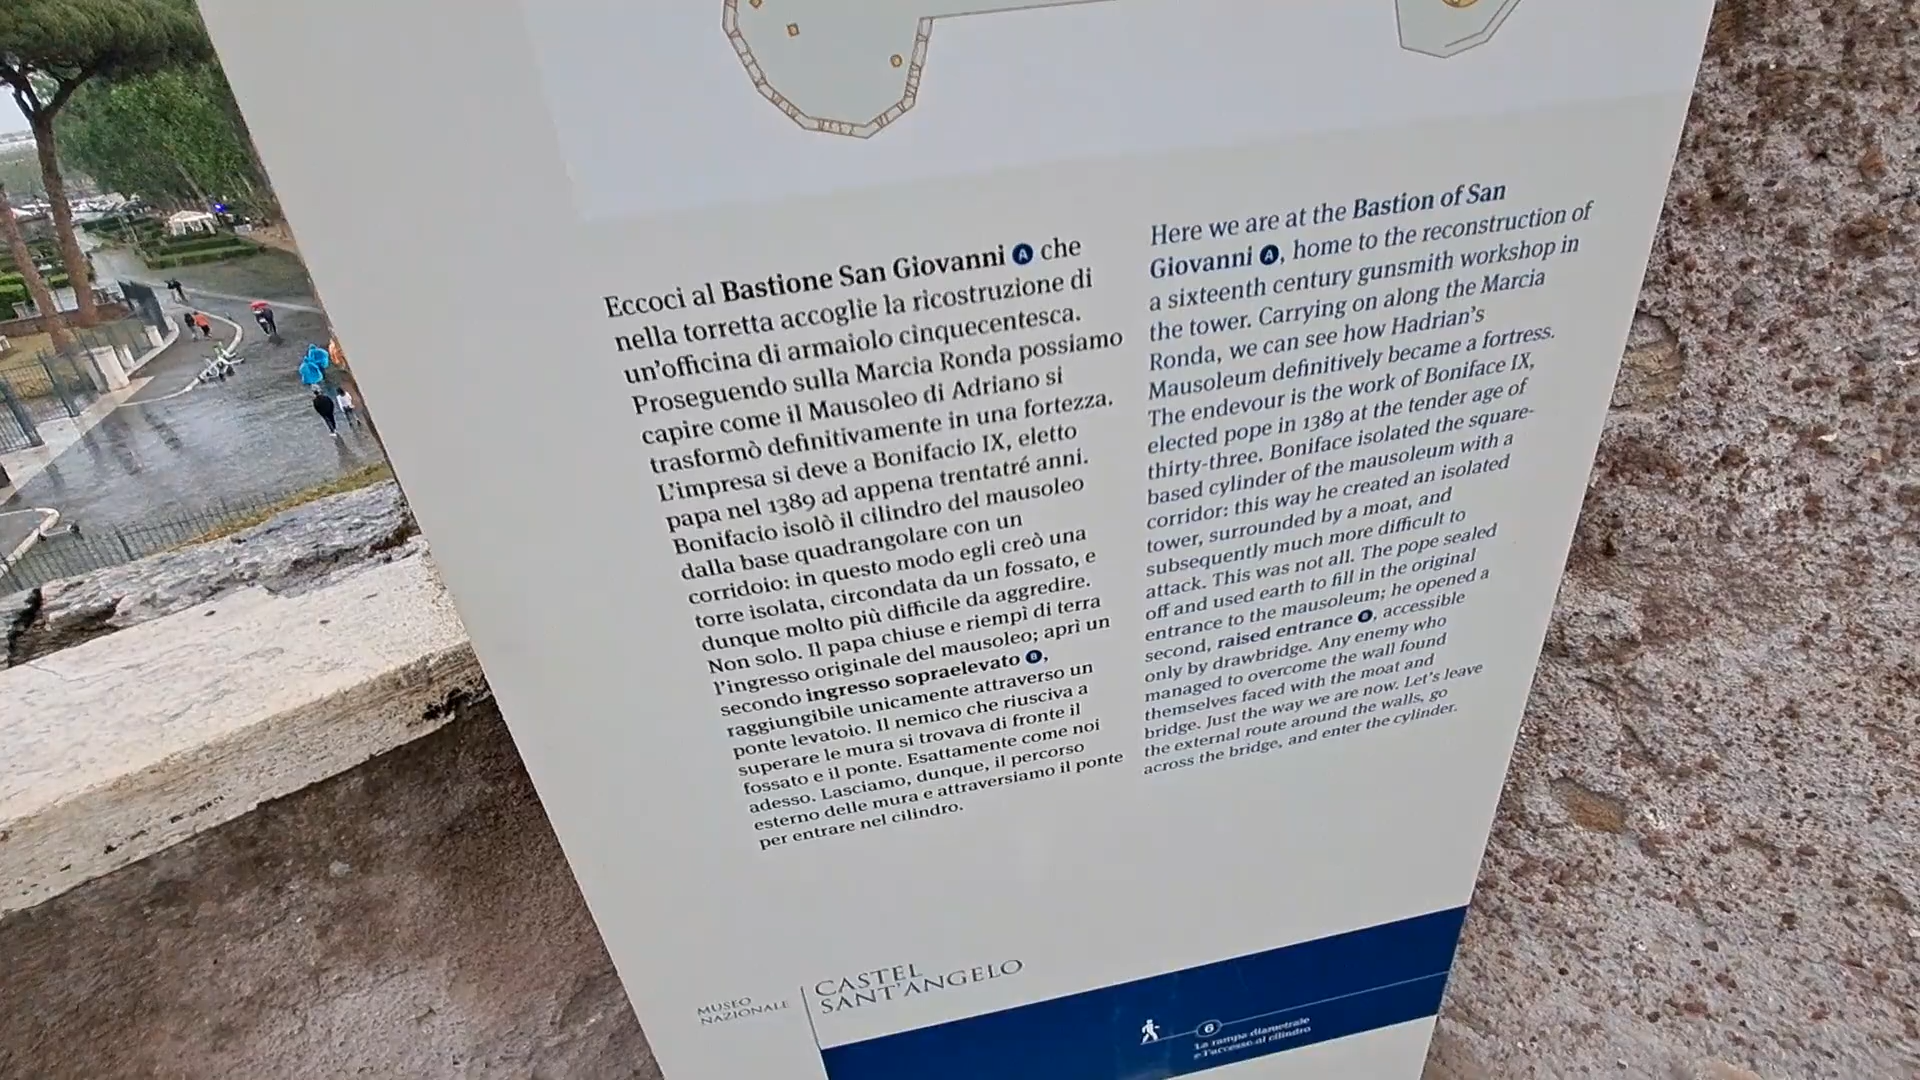 Eccoci al Bastione San Giovanni A che
nella torretta accoglie la ricostruzione di
un'officina di armaiolo cinquecentesca.
Proseguendo sulla Marcia Ronda possiamo
capire come il Mausoleo di Adriano si
trasformò definitivamente in una fortezza.
L'impresa si deve a Bonifacio IX, eletto
papa nel 1389 ad appena trentatré anni.
Bonifacio isolò il cilindro del mausoleo
dalla base quadrangolare con un
corridoio: in questo modo egli creò una
torre isolata, circondata da un fossato, e
dunque molto più difficile da aggredire.
Non solo. Il papa chiuse e riempì di terra
l'ingresso originale del mausoleo; aprì un
secondo ingresso sopraelevato B,
raggiungibile unicamente attraverso un
ponte levatoio. Il nemico che riusciva a
superare le mura si trovava di fronte il
fossato e il ponte. Esattamente come noi
adesso. Lasciamo, dunque, il percorso
esterno delle mura e attraversiamo il ponte
per entrare nel cilindro.
Here we are at the Bastion of San
Giovanni A, home to the reconstruction of
a sixteenth century gunsmith workshop in
the tower. Carrying on along the Marcia
Ronda, we can see how Hadrian's
Mausoleum definitively became a fortress.
The endevour is the work of Boniface IX,
elected pope in 1389 at the tender age of
thirty-three. Boniface isolated the square-
based cylinder of the mausoleum with a
corridor: this way he created an isolated
tower, surrounded by a moat, and
subsequently much more difficult to
attack. This was not all. The pope sealed
off and used earth to fill in the original
entrance to the mausoleum; he opened a
second, raised entrance B, accessible
only by drawbridge. Any enemy who
managed to overcome the wall found
themselves faced with the moat and
bridge. Just the way we are now. Let's leave
the external route around the walls, go
across the bridge, and enter the cylinder.
MUSEO
NAZIONALE
CASTEL
SANT'ANGELO
6
La rampa diametrale
e l'accesso al cilindro